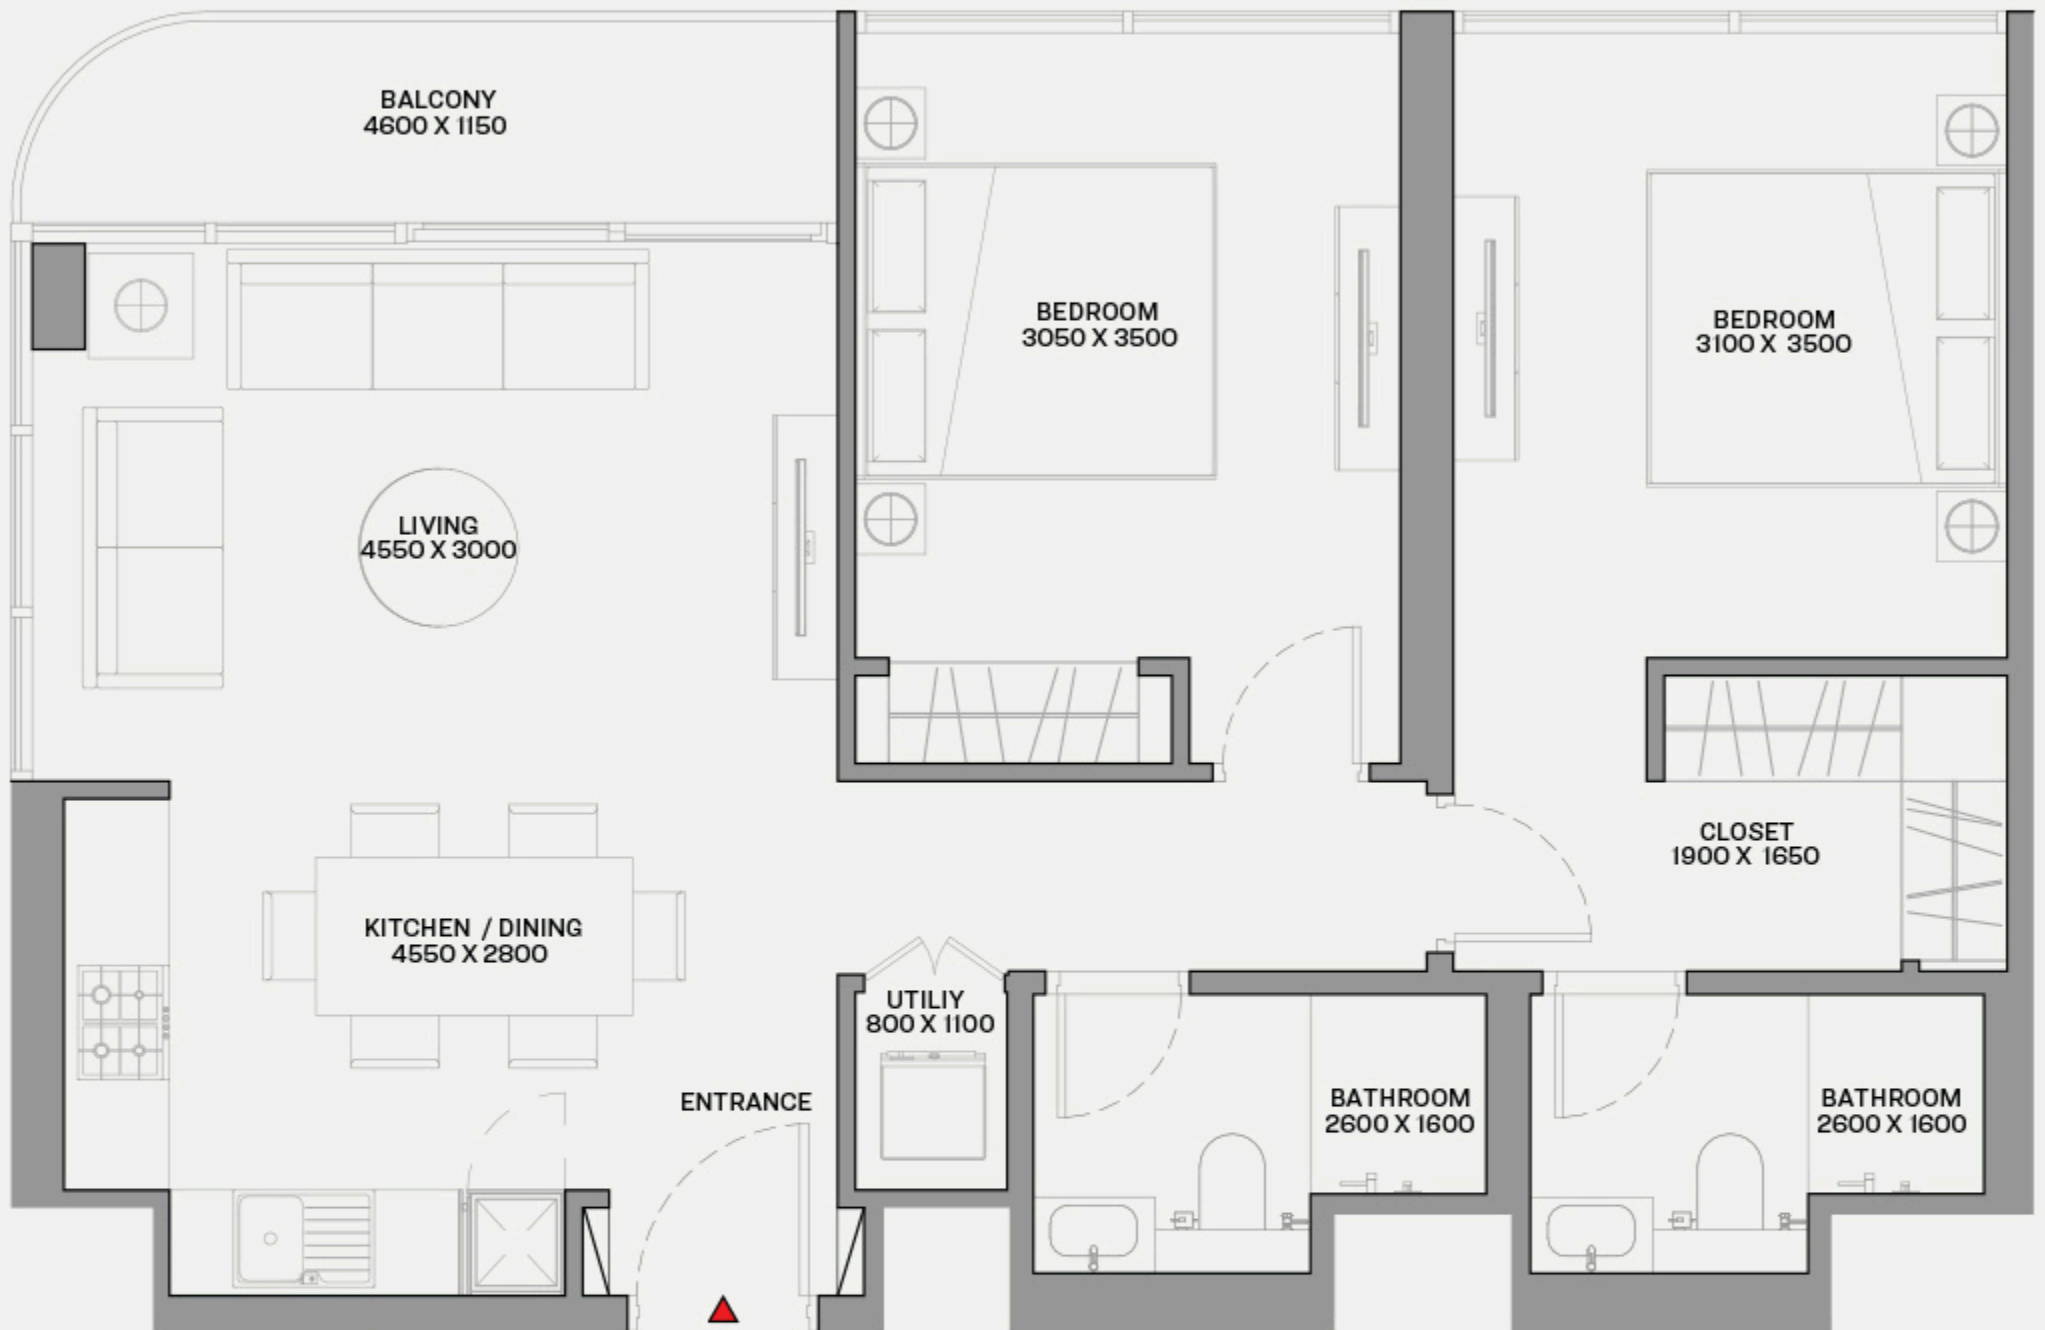 BALCONY
4600 X 1150
BEDROOM
3050 X 3500
BEDROOM
3100 X 3500
LIVING
4550 X 3000
CLOSET
1900 X 1650
KITCHEN / DINING
4550 X 2800
UTILIY
800 X 1100
ENTRANCE
BATHROOM
2600 X 1600
BATHROOM
2600 X 1600